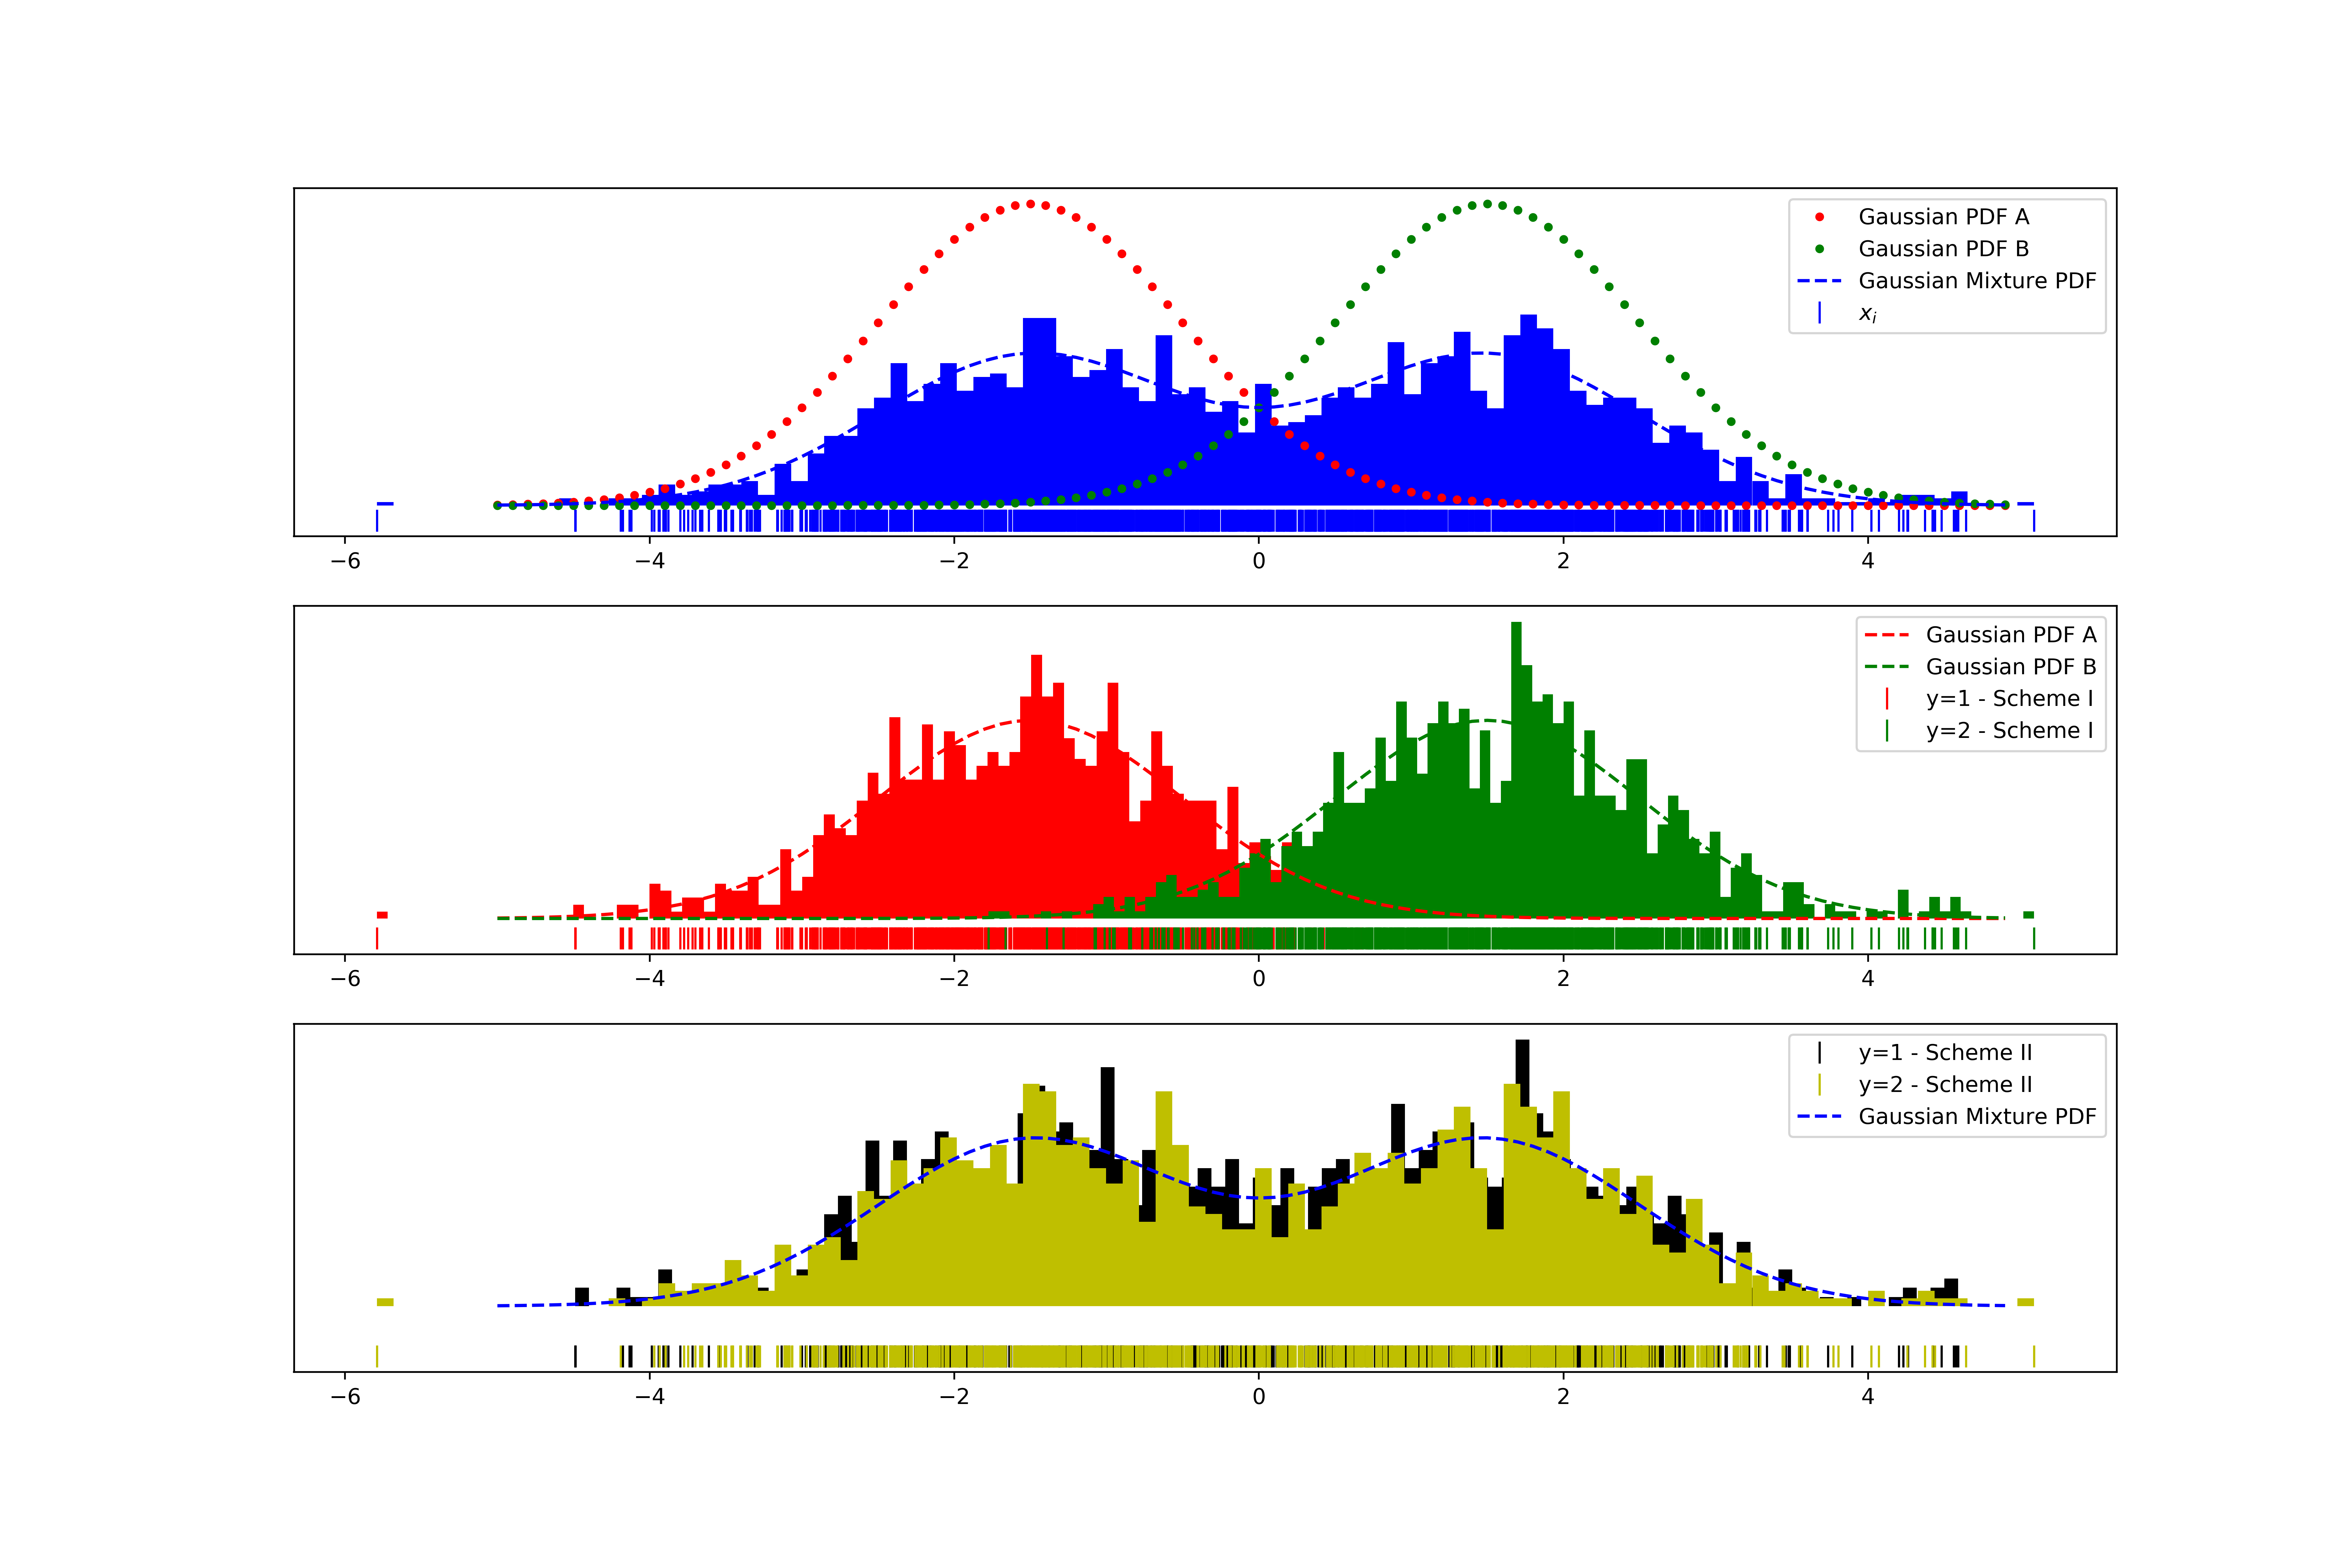 Gaussian PDF A
Gaussian PDF B
Gaussian Mixture PDF
xᵢ
−6 −4 −2 0 2 4
Gaussian PDF A
Gaussian PDF B
y=1 - Scheme I
y=2 - Scheme I
−6 −4 −2 0 2 4
y=1 - Scheme II
y=2 - Scheme II
Gaussian Mixture PDF
−6 −4 −2 0 2 4